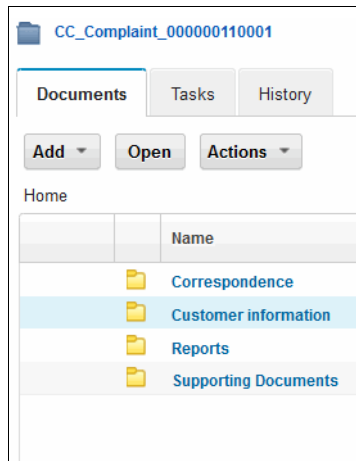 CC_Complaint_000000110001
Documents Tasks History
Add Open Actions
Home
Name
Correspondence
Customer information
Reports
Supporting Documents